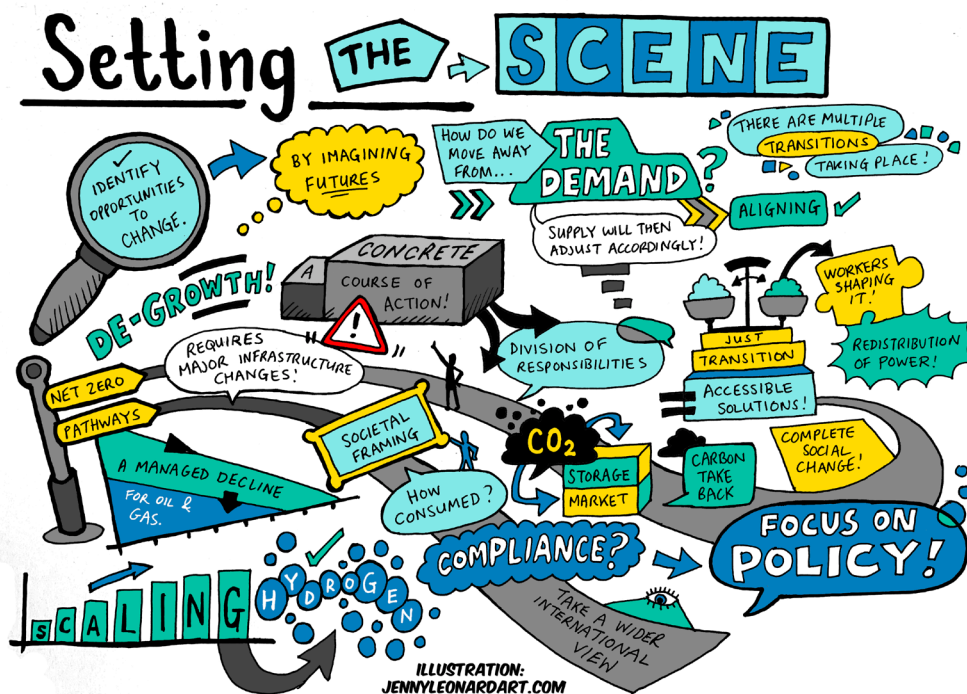 Setting THE SCENE
✓ IDENTIFY
OPPORTUNITIES
TO
CHANGE.
BY IMAGINING
FUTURES
HOW DO WE
MOVE AWAY
FROM...
THE
DEMAND?
SUPPLY WILL THEN
ADJUST ACCORDINGLY!
THERE ARE MULTIPLE
TRANSITIONS
TAKING PLACE!
ALIGNING ✓
DE-GROWTH!
A
CONCRETE
COURSE OF
ACTION!
!
DIVISION OF
RESPONSIBILITIES
WORKERS
SHAPING
IT!
REDISTRIBUTION
OF POWER!
JUST
TRANSITION
ACCESSIBLE
SOLUTIONS!
NET ZERO
PATHWAYS
REQUIRES
MAJOR INFRASTRUCTURE
CHANGES!
SOCIETAL
FRAMING
A MANAGED DECLINE
FOR OIL &
GAS.
HOW
CONSUMED?
CO2
STORAGE
MARKET
CARBON
TAKE
BACK
COMPLETE
SOCIAL
CHANGE!
COMPLIANCE?
FOCUS ON
POLICY!
SCALING
HYDROGEN
TAKE A WIDER
INTERNATIONAL
VIEW
ILLUSTRATION:
JENNYLEONARDART.COM